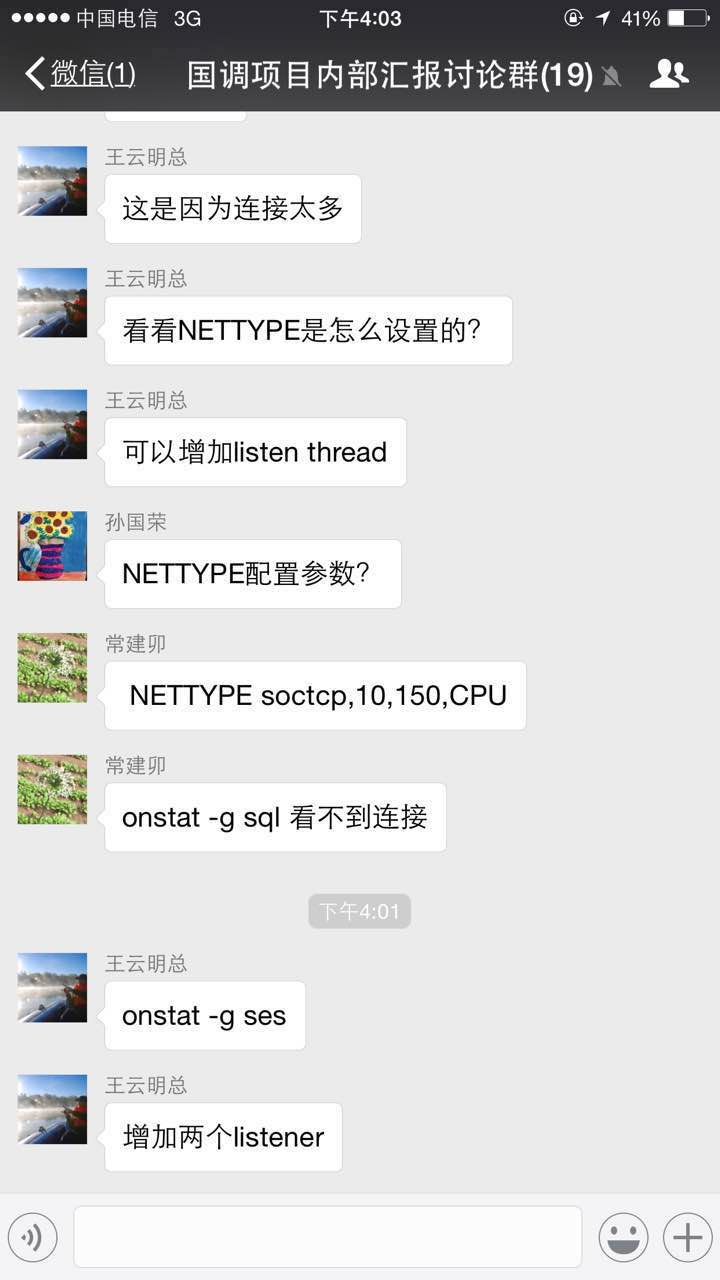 中国电信 3G 下午4:03 41%
微信(1) 国调项目内部汇报讨论群(19)
王云明总
这是因为连接太多
王云明总
看看NETTYPE是怎么设置的？
王云明总
可以增加listen thread
孙国荣
NETTYPE配置参数？
常建卯
NETTYPE soctcp,10,150,CPU
常建卯
onstat -g sql 看不到连接
下午4:01
王云明总
onstat -g ses
王云明总
增加两个listener